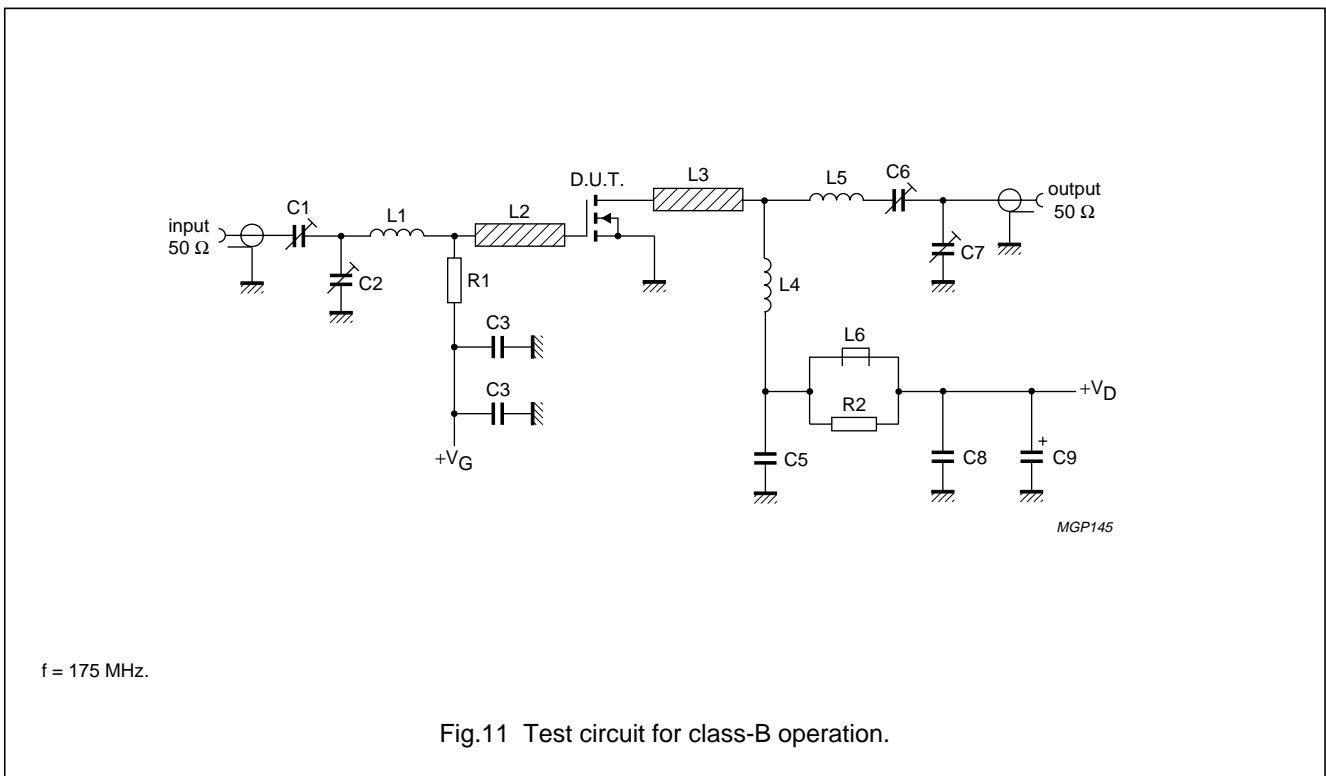 D.U.T.
L3
L5
C6
output
50 Ω
C1
L1
L2
input
50 Ω
C2
R1
C7
L4
C3
L6
C3
R2
+VD
+VG
C5
C8
+
C9
MGP145
f = 175 MHz.
Fig.11 Test circuit for class-B operation.